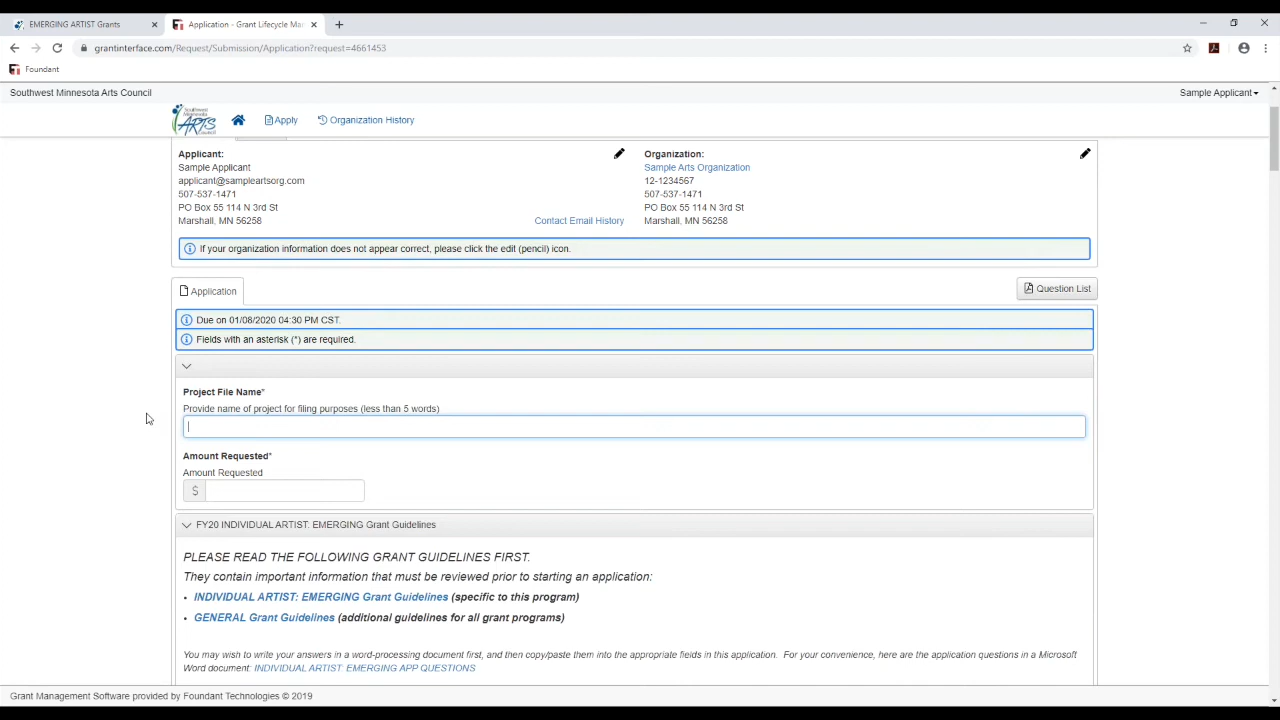 EMERGING ARTIST Grants
Application - Grant Lifecycle Ma
grantinterface.com/Request/Submission/Application?request=4661453
Foundant
Southwest Minnesota Arts Council
Sample Applicant
Southwest Minnesota ARTS Council
Apply
Organization History
Applicant:
Sample Applicant
applicant@sampleartsorg.com
507-537-1471
PO Box 55 114 N 3rd St
Marshall, MN 56258
Contact Email History
Organization:
Sample Arts Organization
12-1234567
507-537-1471
PO Box 55 114 N 3rd St
Marshall, MN 56258
If your organization information does not appear correct, please click the edit (pencil) icon.
Application
Question List
Due on 01/08/2020 04:30 PM CST.
Fields with an asterisk (*) are required.
Project File Name*
Provide name of project for filing purposes (less than 5 words)
Amount Requested*
Amount Requested
$
FY20 INDIVIDUAL ARTIST: EMERGING Grant Guidelines
PLEASE READ THE FOLLOWING GRANT GUIDELINES FIRST.
They contain important information that must be reviewed prior to starting an application:
• INDIVIDUAL ARTIST: EMERGING Grant Guidelines (specific to this program)
• GENERAL Grant Guidelines (additional guidelines for all grant programs)
You may wish to write your answers in a word-processing document first, and then copy/paste them into the appropriate fields in this application. For your convenience, here are the application questions in a Microsoft
Word document: INDIVIDUAL ARTIST: EMERGING APP QUESTIONS
Grant Management Software provided by Foundant Technologies © 2019